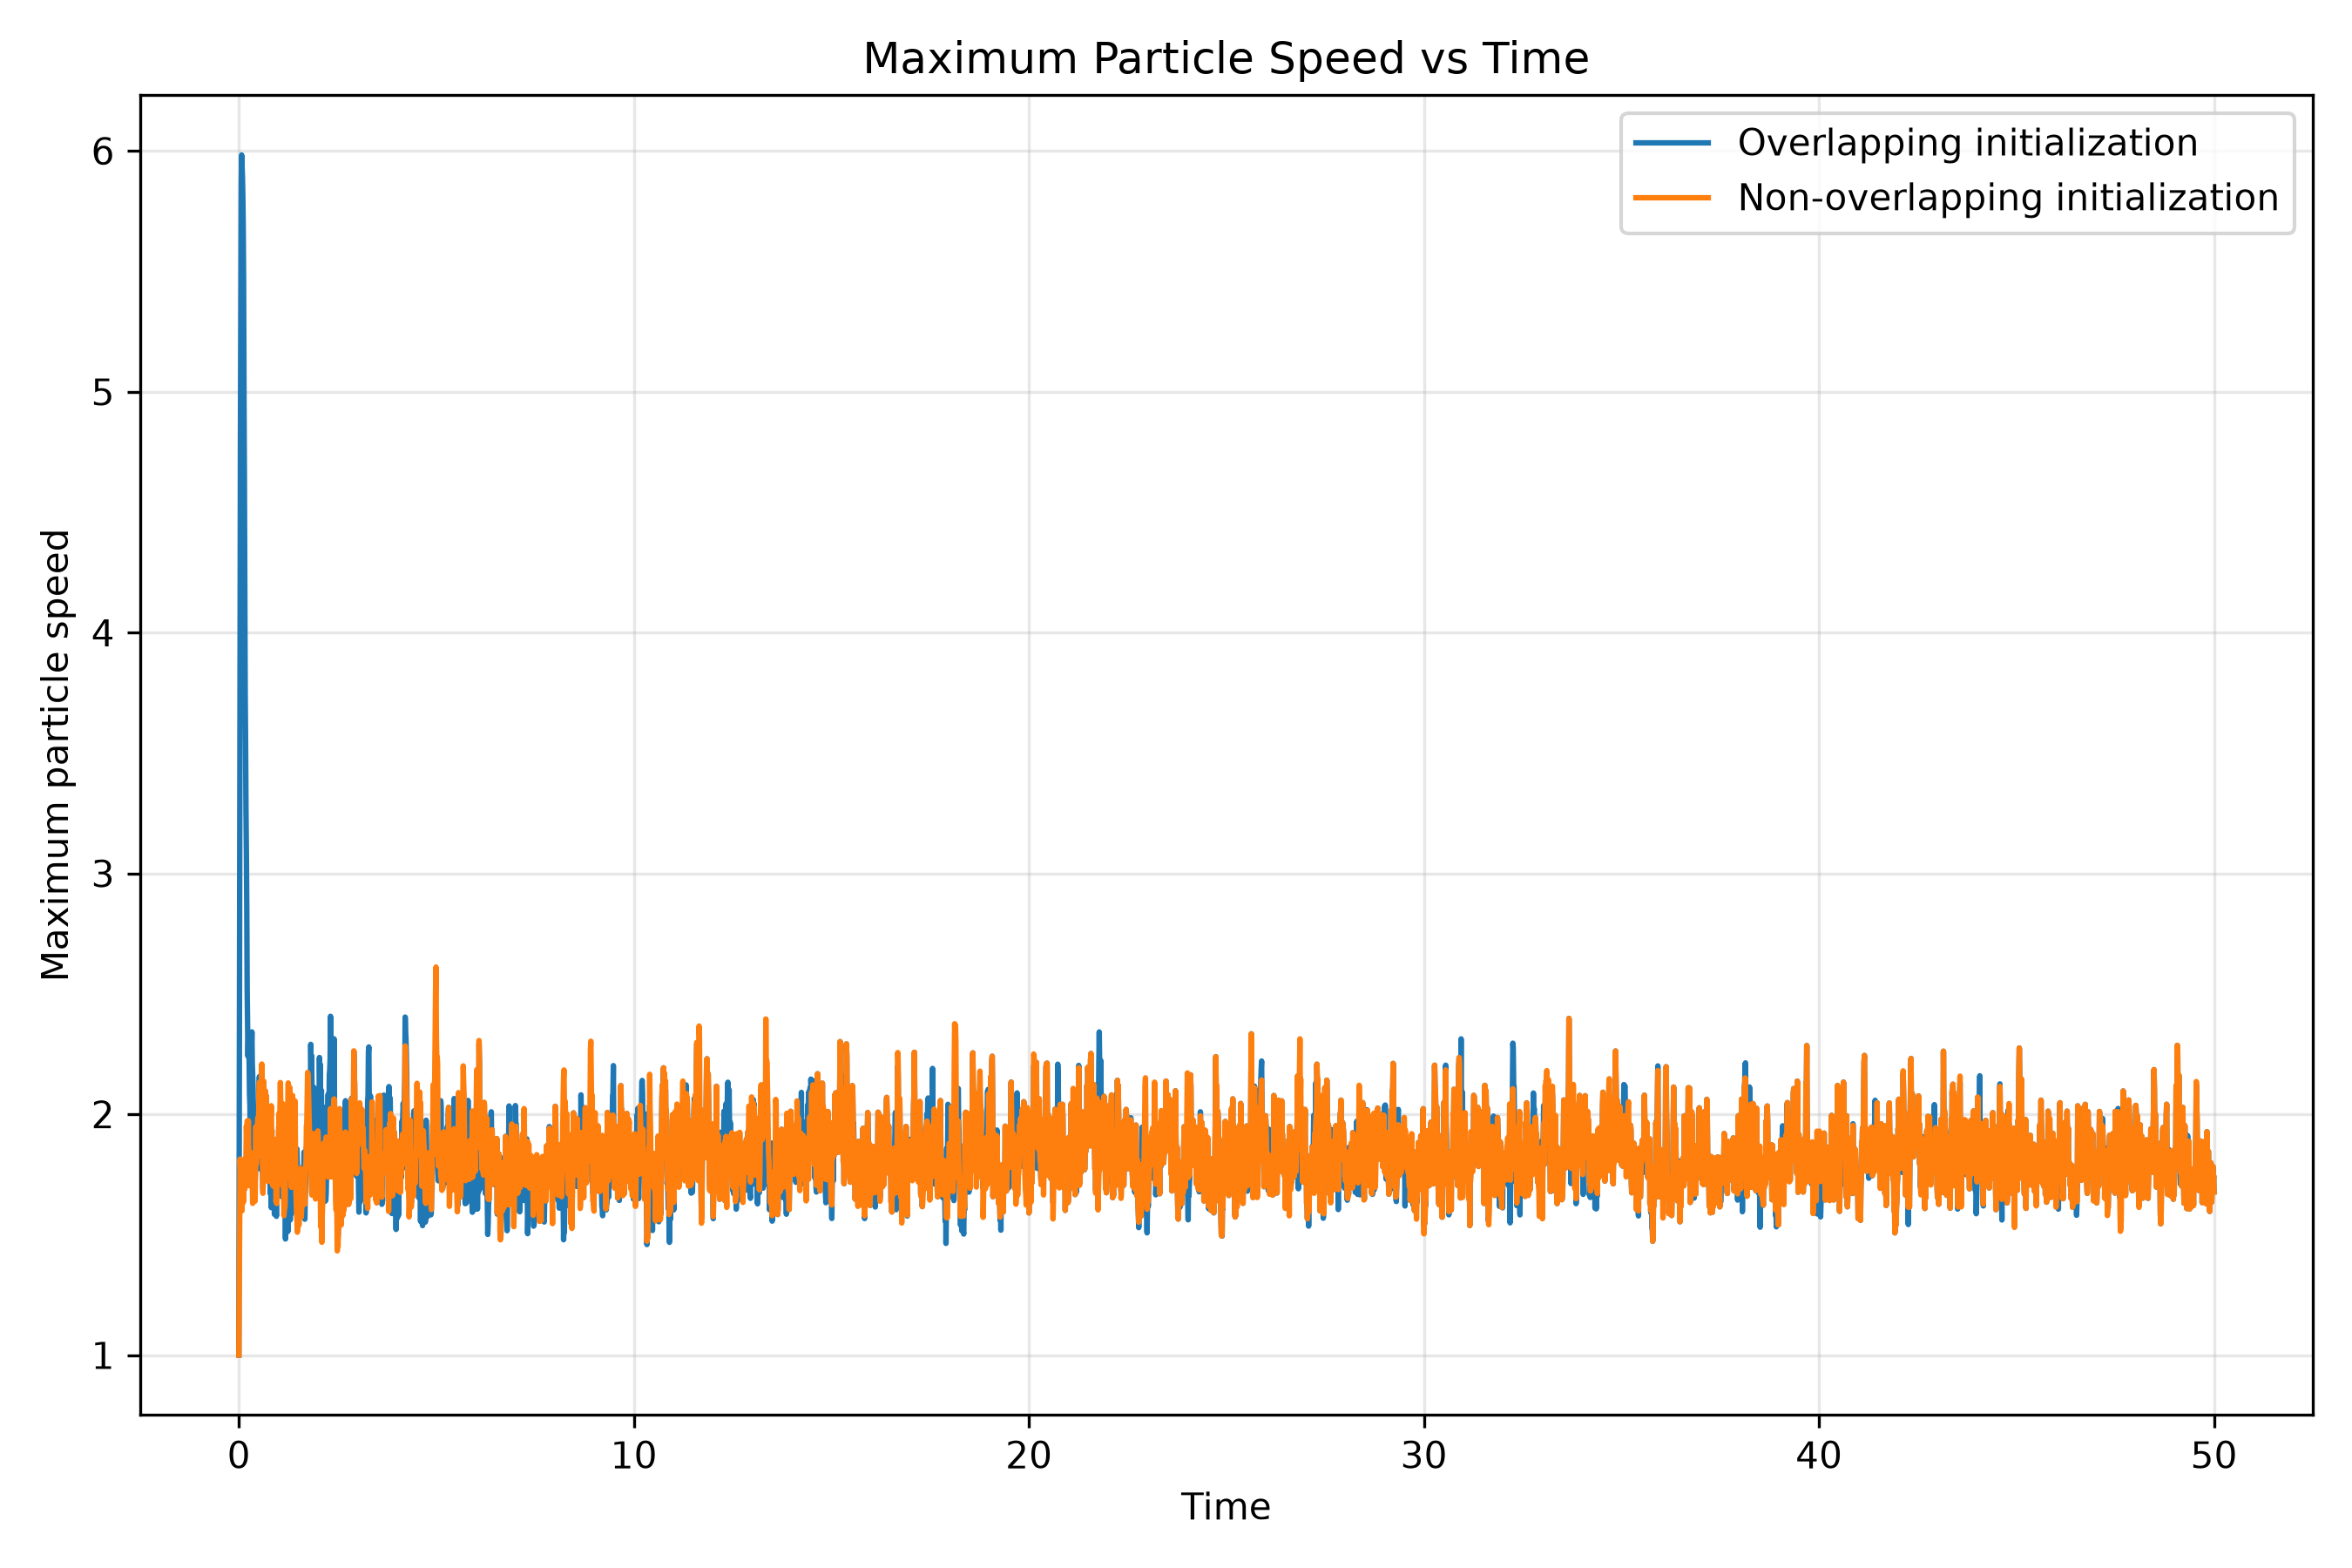 Maximum Particle Speed vs Time
Overlapping initialization
Non-overlapping initialization
Maximum particle speed
6
5
4
3
2
1
0 10 20 30 40 50
Time